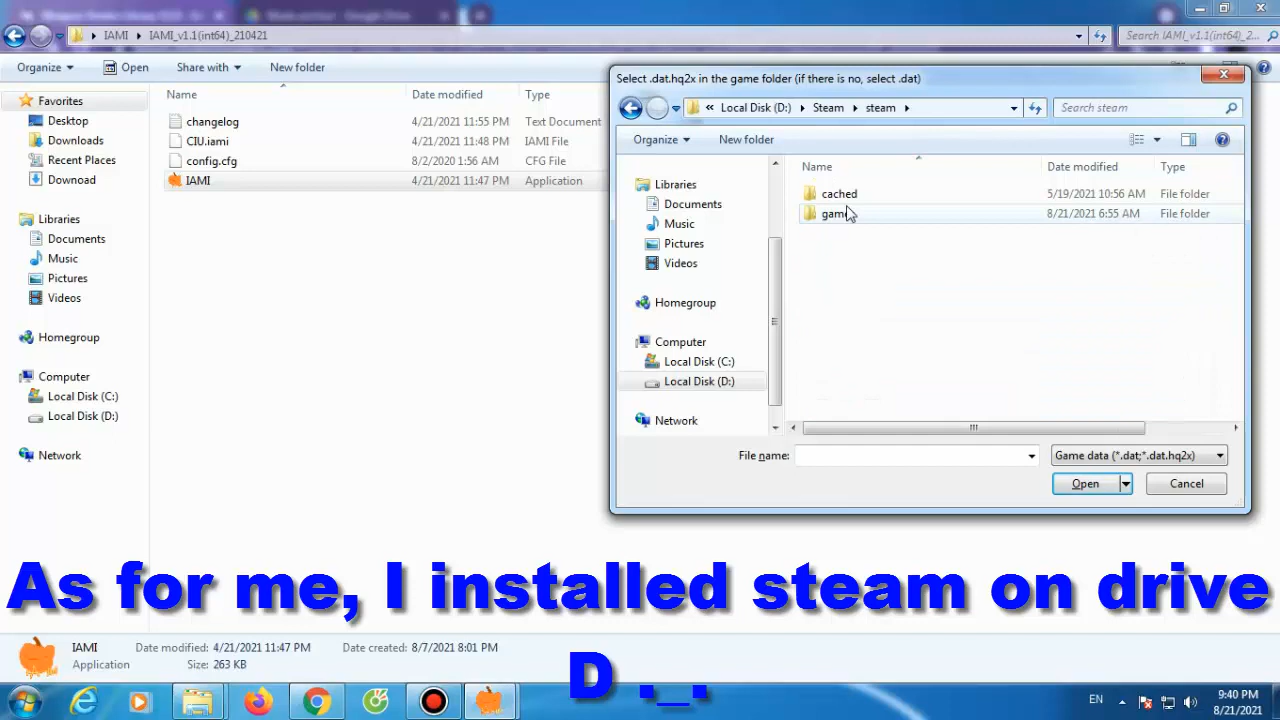 IAMI
IAMI_v1.1(int64)_210421
Search IAMI_v1.1(int64)_2...
Organize
Open
Share with
New folder
Favorites
Desktop
Downloads
Recent Places
Downoad
Libraries
Documents
Music
Pictures
Videos
Homegroup
Computer
Local Disk (C:)
Local Disk (D:)
Network
Name
Date modified
Type
changelog
4/21/2021 11:55 PM
Text Document
CIU.iami
4/21/2021 11:48 PM
IAMI File
config.cfg
8/2/2020 1:56 AM
CFG File
IAMI
4/21/2021 11:47 PM
Application
Select .dat.hq2x in the game folder (if there is no, select .dat)
« Local Disk (D:)
Steam
steam
Search steam
Organize
New folder
Libraries
Documents
Music
Pictures
Videos
Homegroup
Computer
Local Disk (C:)
Local Disk (D:)
Network
Name
Date modified
Type
cached
5/19/2021 10:56 AM
File folder
8/21/2021 6:55 AM
File folder
File name:
Game data (*.dat;*.dat.hq2x)
Open
Cancel
As for me, I installed steam on drive
D ._.
IAMI
Date modified: 4/21/2021 11:47 PM
Date created: 8/7/2021 8:01 PM
Application
Size: 263 KB
EN
9:40 PM
8/21/2021